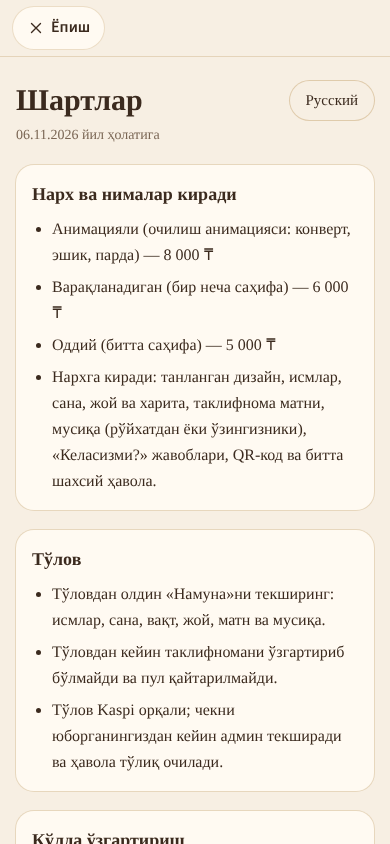 Ёпиш
Шартлар
Русский
06.11.2026 йил ҳолатига
Нарх ва нималар киради
Анимацияли (очилиш анимацияси: конверт,
эшик, парда) — 8 000 ₸
Варақланадиган (бир неча саҳифа) — 6 000
₸
Оддий (битта саҳифа) — 5 000 ₸
Нархга киради: танланган дизайн, исмлар,
сана, жой ва харита, таклифнома матни,
мусиқа (рўйхатдан ёки ўзингизники),
«Келасизми?» жавоблари, QR-код ва битта
шахсий ҳавола.
Тўлов
Тўловдан олдин «Намуна»ни текширинг:
исмлар, сана, вақт, жой, матн ва мусиқа.
Тўловдан кейин таклифномани ўзгартириб
бўлмайди ва пул қайтарилмайди.
Тўлов Kaspi орқали; чекни
юборганингиздан кейин админ текширади
ва ҳавола тўлиқ очилади.
Қўлда ўзгартириш